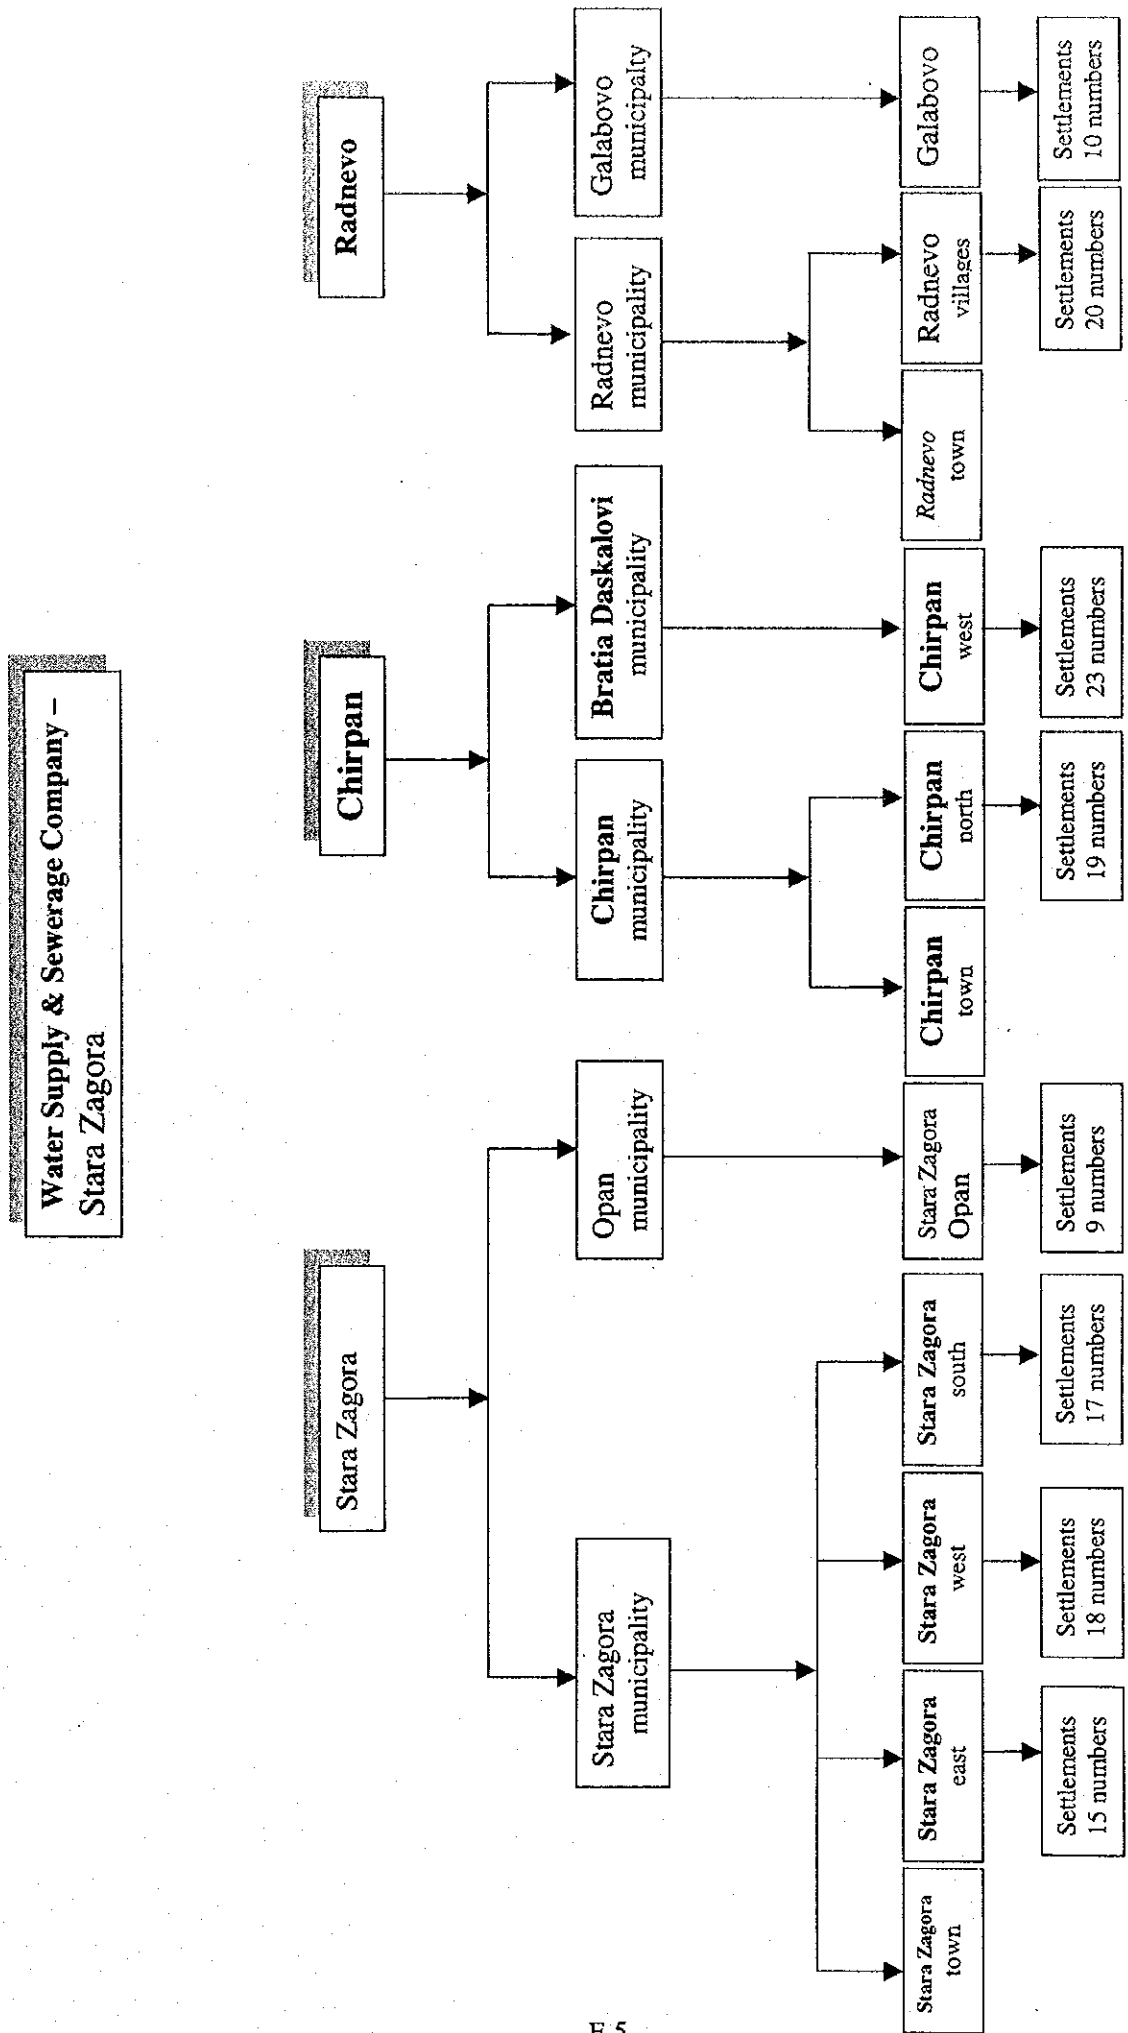 Water Supply & Sewerage Company –
Stara Zagora
Stara Zagora
Chirpan
Radnevo
Stara Zagora
municipality
Opan
municipality
Chirpan
municipality
Bratia Daskalovi
municipality
Radnevo
municipality
Galabovo
municipalty
Stara Zagora
town
Stara Zagora
east
Stara Zagora
west
Stara Zagora
south
Stara Zagora
Opan
Chirpan
town
Chirpan
north
Chirpan
west
Radnevo
town
Radnevo
villages
Galabovo
Settlements
15 numbers
Settlements
18 numbers
Settlements
17 numbers
Settlements
9 numbers
Settlements
19 numbers
Settlements
23 numbers
Settlements
20 numbers
Settlements
10 numbers